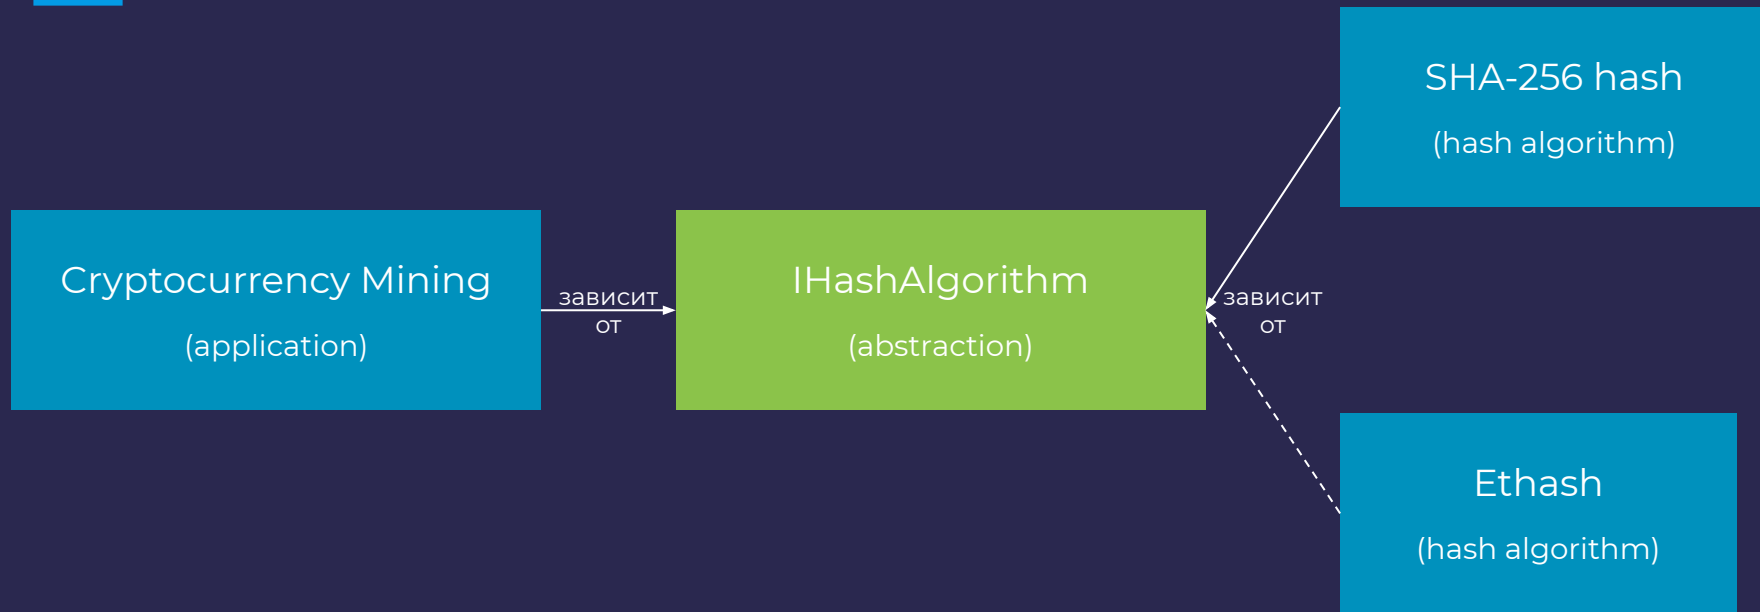 SHA-256 hash
(hash algorithm)
Cryptocurrency Mining
(application)
зависит
от
IHashAlgorithm
(abstraction)
зависит
от
Ethash
(hash algorithm)